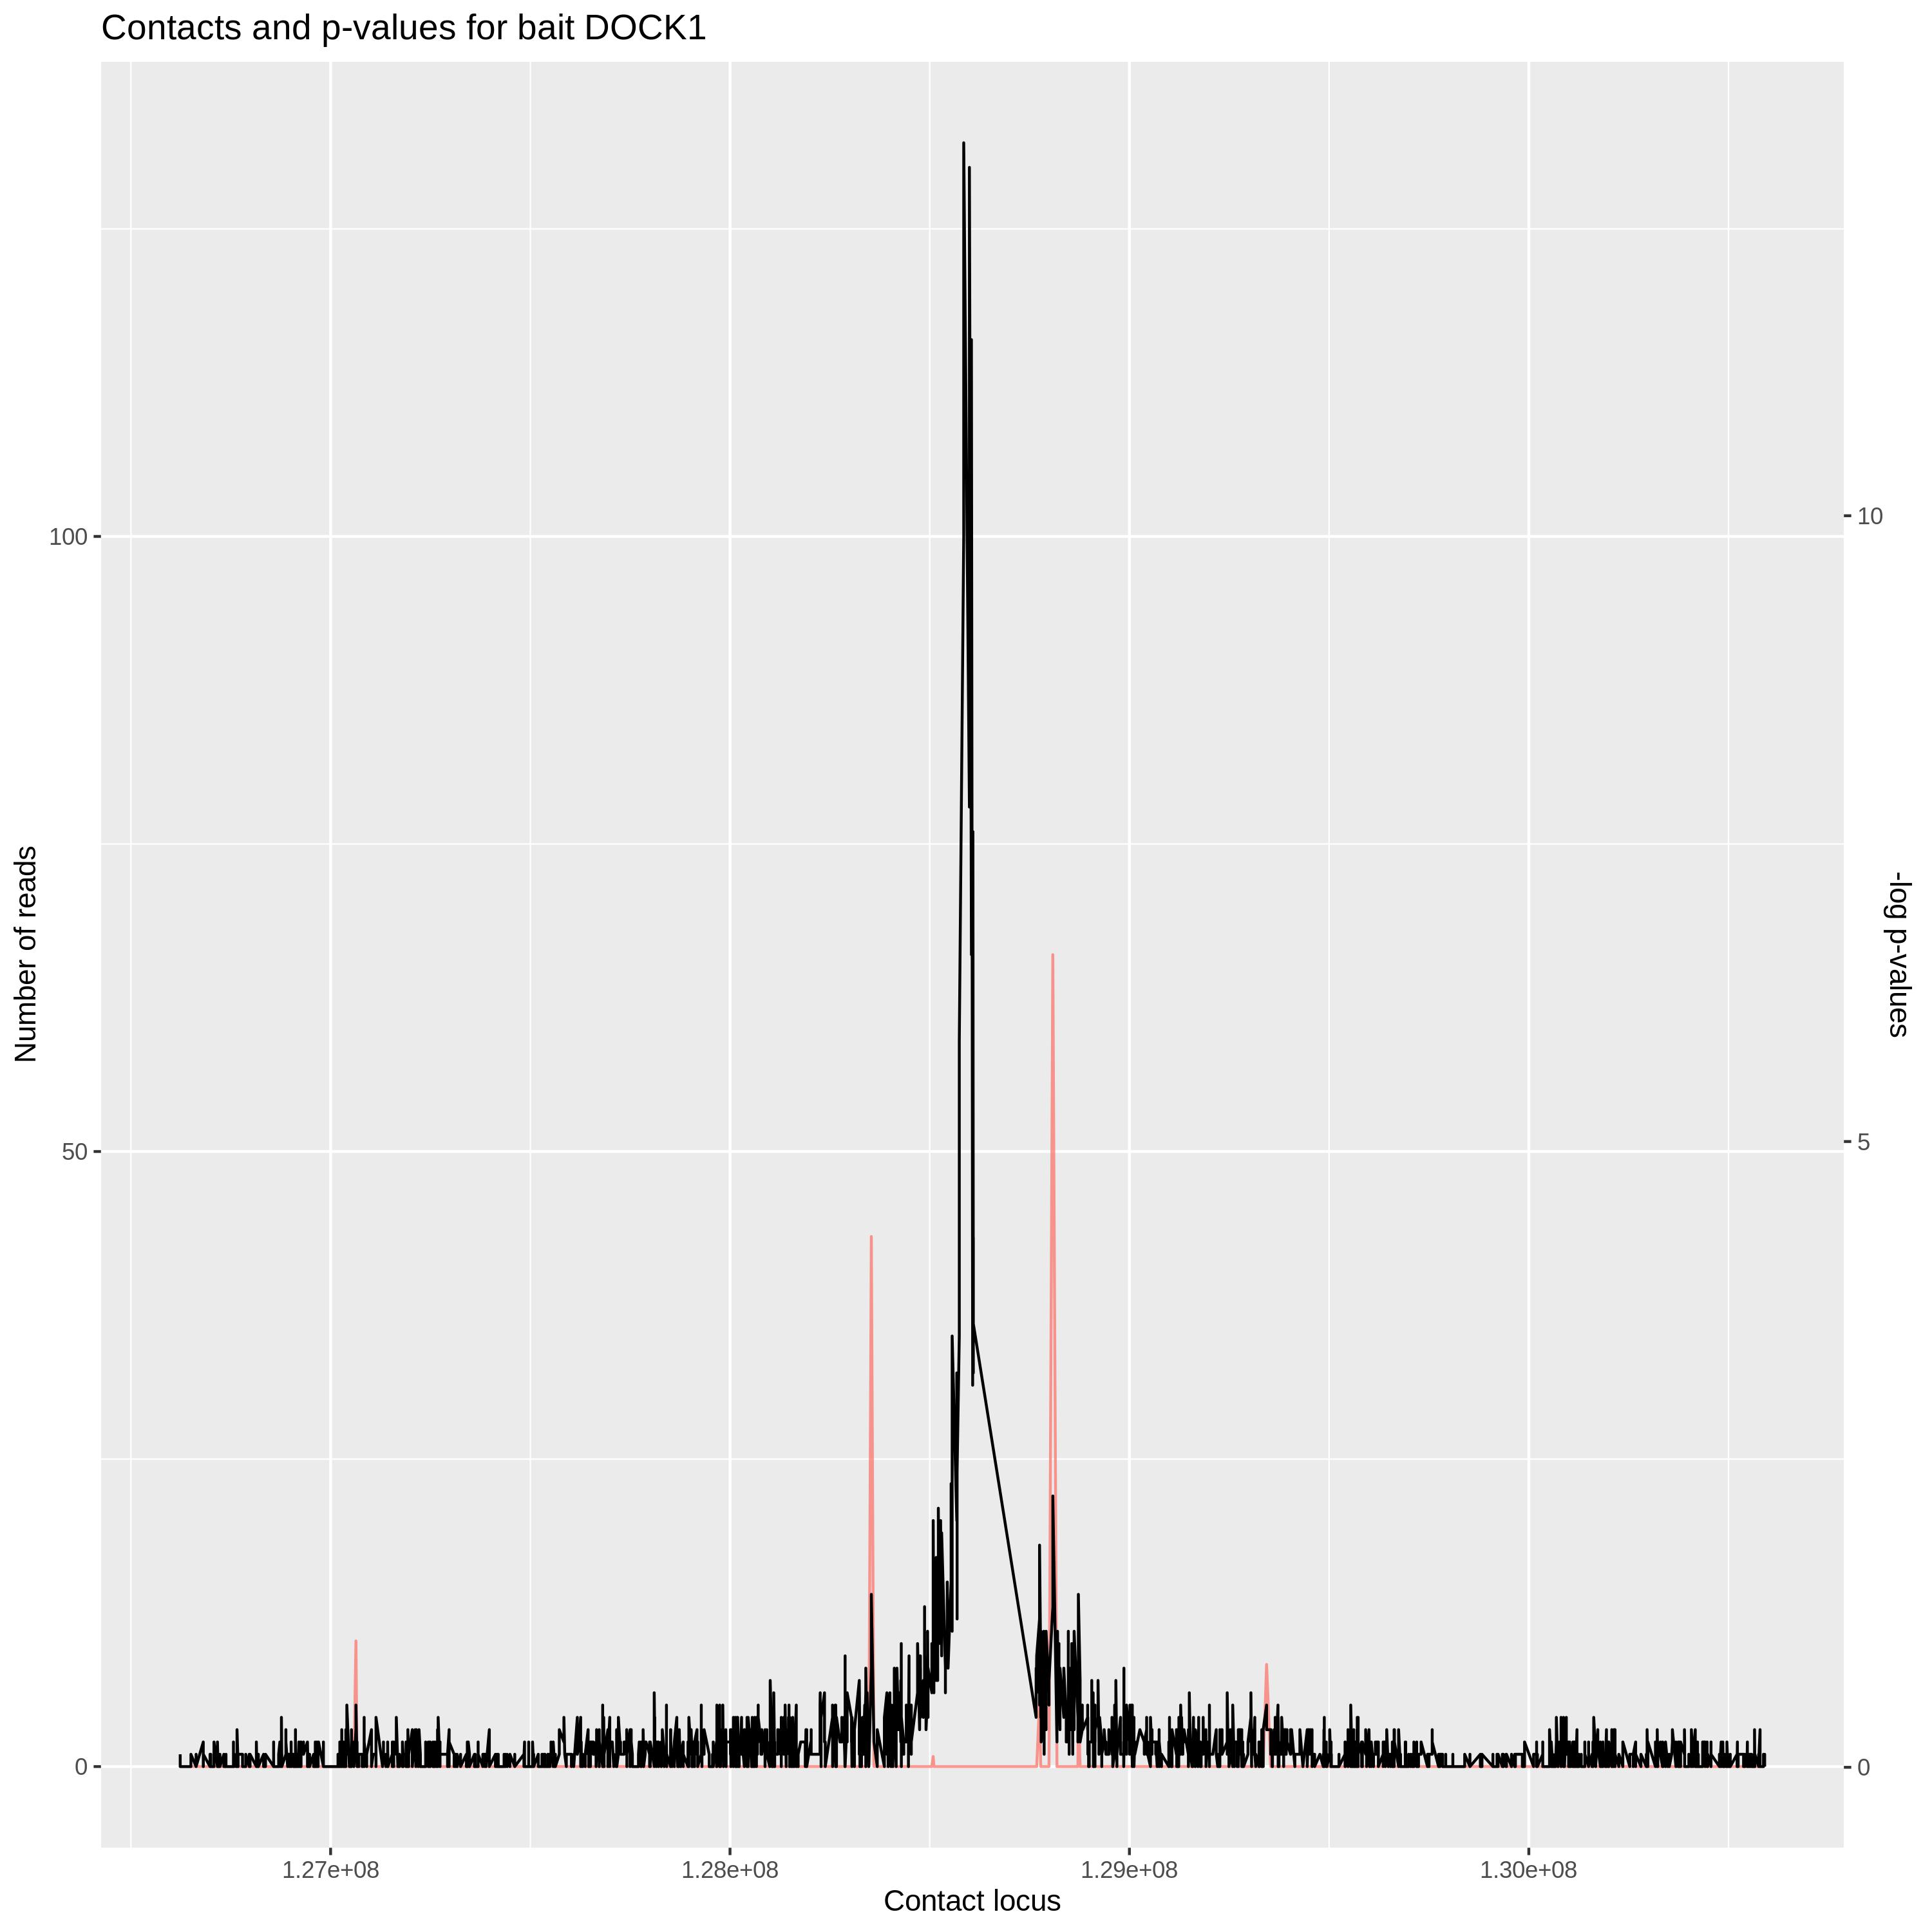 Contacts and p-values for bait DOCK1
Number of reads
100
50
0
10
5
0
-log p-values
1.27e+08
1.28e+08
1.29e+08
1.30e+08
Contact locus